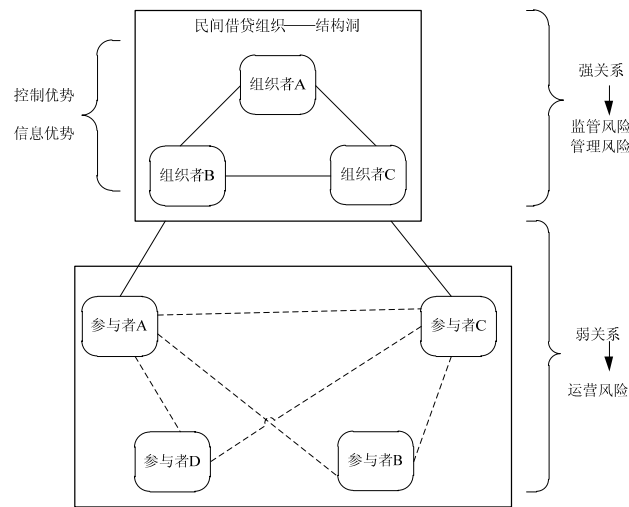 民间借贷组织——结构洞
组织者A
组织者B
组织者C
控制优势
信息优势
强关系
监管风险
管理风险
参与者A
参与者C
参与者D
参与者B
弱关系
运营风险